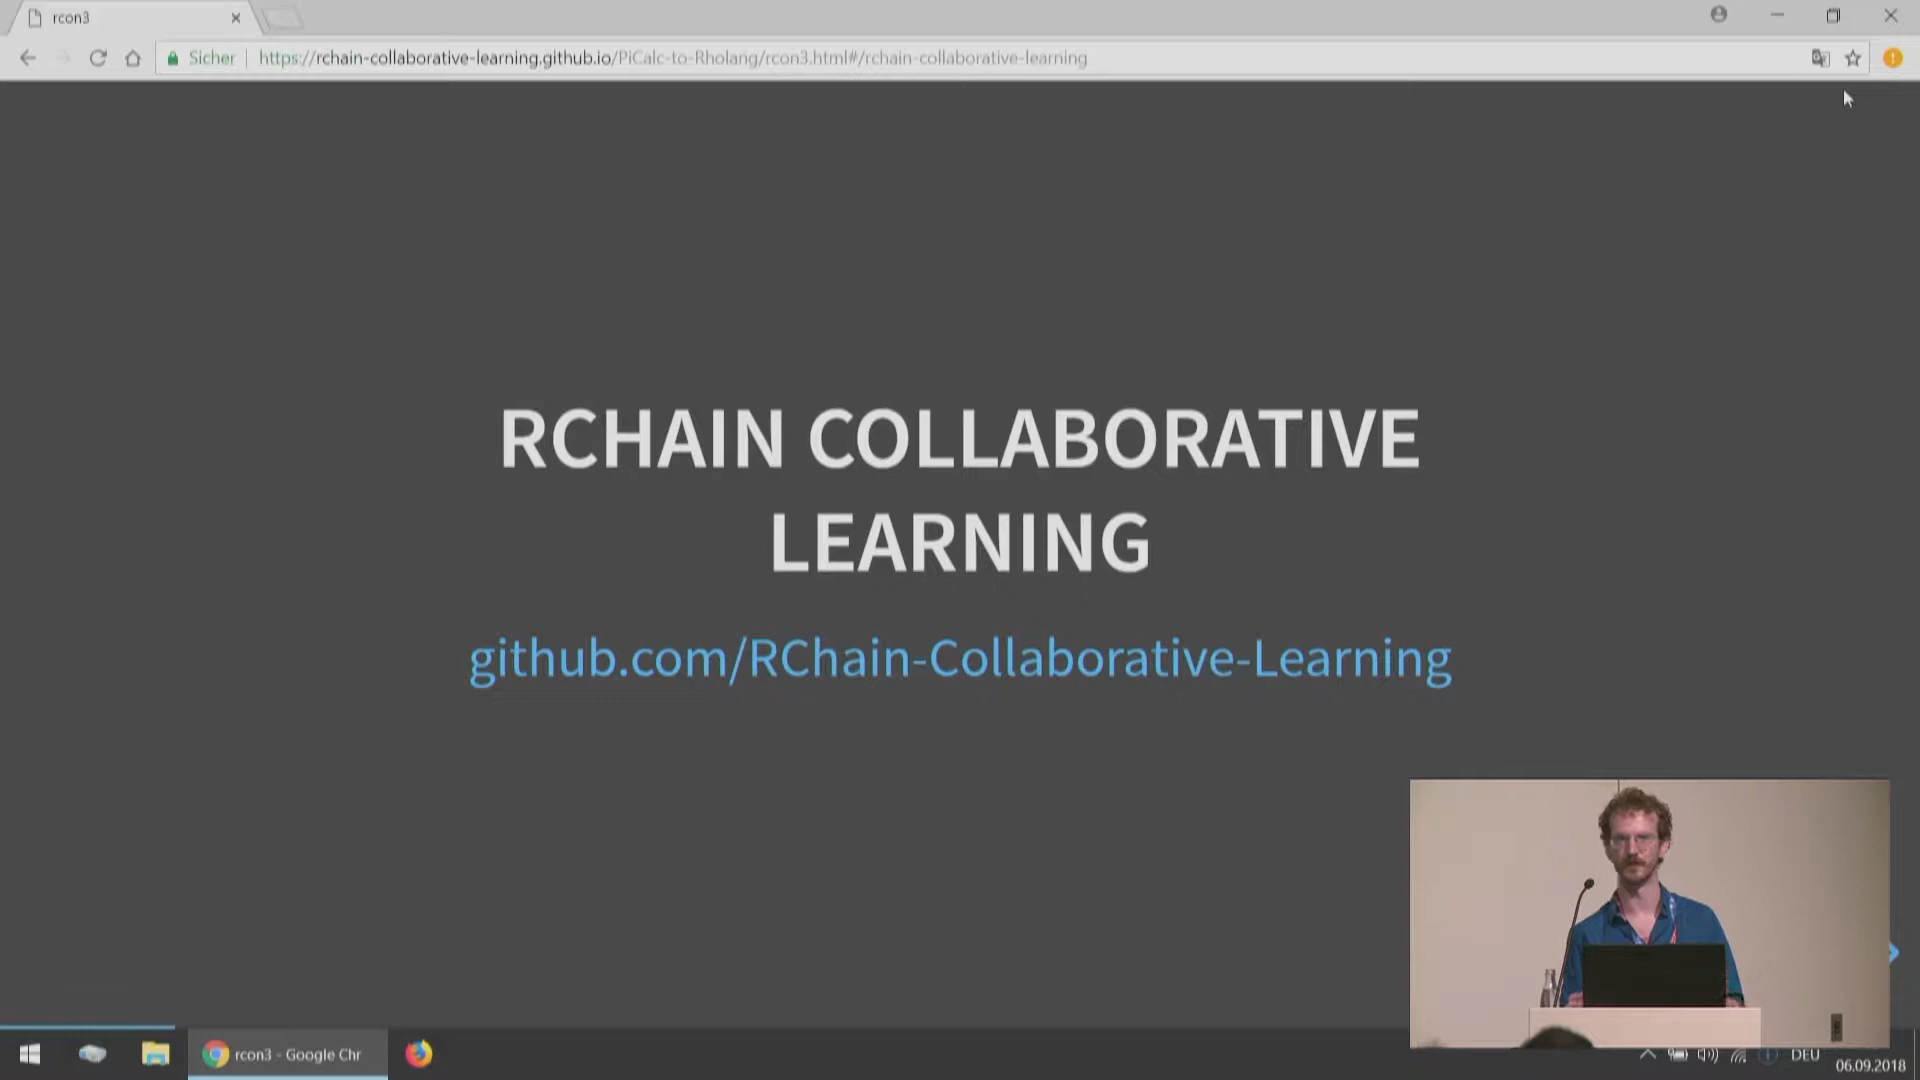 rcon3
Sicher
https://rchain-collaborative-learning.github.io/PiCalc-to-Rholang/rcon3.html#/rchain-collaborative-learning
RCHAIN COLLABORATIVE
LEARNING
github.com/RChain-Collaborative-Learning
rcon3 - Google Chr
DEU
06.09.2018